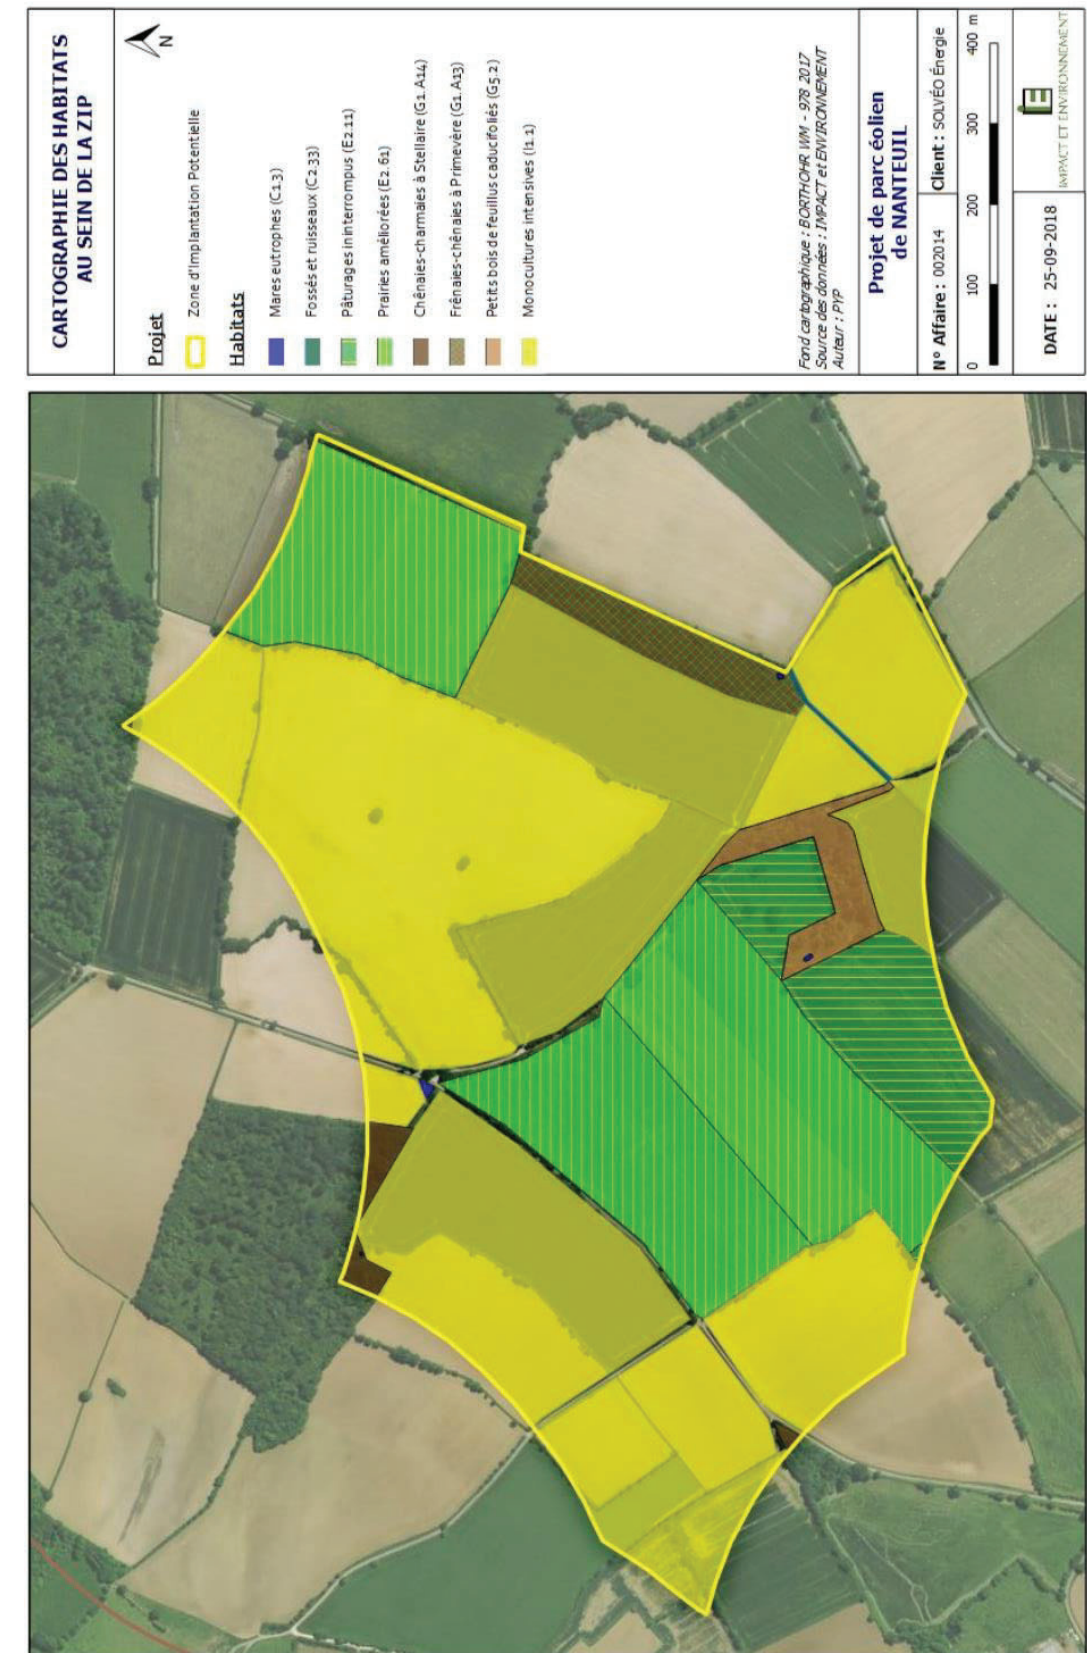 CARTOGRAPHIE DES HABITATS
AU SEIN DE LA ZIP
N
Projet
Zone d'Implantation Potentielle
Habitats
Mares eutrophes (C1.3)
Fossés et ruisseaux (C2.33)
Pâturages ininterrompus (E2.11)
Prairies améliorées (E2.61)
Chênaies-charmaies à Stellaire (G1.A14)
Frênaies-chênaies à Primevère (G1.A13)
Petits bois de feuillus caducifoliés (G5.2)
Monocultures intensives (I1.1)
Fond cartographique : BORTHOHR WM - 978 2017
Source des données : IMPACT et ENVIRONNEMENT
Auteur : PYP
Projet de parc éolien
de NANTEUIL
N° Affaire : 002014
Client : SOLVÉO Énergie
0 100 200 300 400 m
DATE : 25-09-2018
IE
IMPACT ET ENVIRONNEMENT